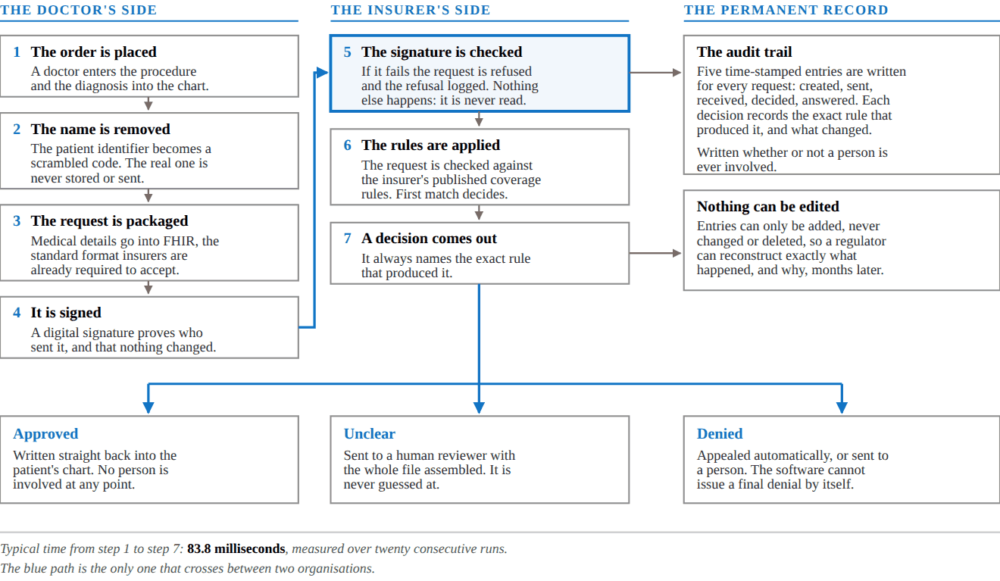 THE DOCTOR'S SIDE
1 The order is placed
A doctor enters the procedure
and the diagnosis into the chart.
2 The name is removed
The patient identifier becomes a
scrambled code. The real one is
never stored or sent.
3 The request is packaged
Medical details go into FHIR, the
standard format insurers are
already required to accept.
4 It is signed
A digital signature proves who
sent it, and that nothing changed.
THE INSURER'S SIDE
5 The signature is checked
If it fails the request is refused
and the refusal logged. Nothing
else happens: it is never read.
6 The rules are applied
The request is checked against
the insurer's published coverage
rules. First match decides.
7 A decision comes out
It always names the exact rule
that produced it.
THE PERMANENT RECORD
The audit trail
Five time-stamped entries are written
for every request: created, sent,
received, decided, answered. Each
decision records the exact rule that
produced it, and what changed.
Written whether or not a person is
ever involved.
Nothing can be edited
Entries can only be added, never
changed or deleted, so a regulator
can reconstruct exactly what
happened, and why, months later.
Approved
Written straight back into the
patient's chart. No person is
involved at any point.
Unclear
Sent to a human reviewer with
the whole file assembled. It is
never guessed at.
Denied
Appealed automatically, or sent to
a person. The software cannot
issue a final denial by itself.
Typical time from step 1 to step 7: 83.8 milliseconds, measured over twenty consecutive runs.
The blue path is the only one that crosses between two organisations.